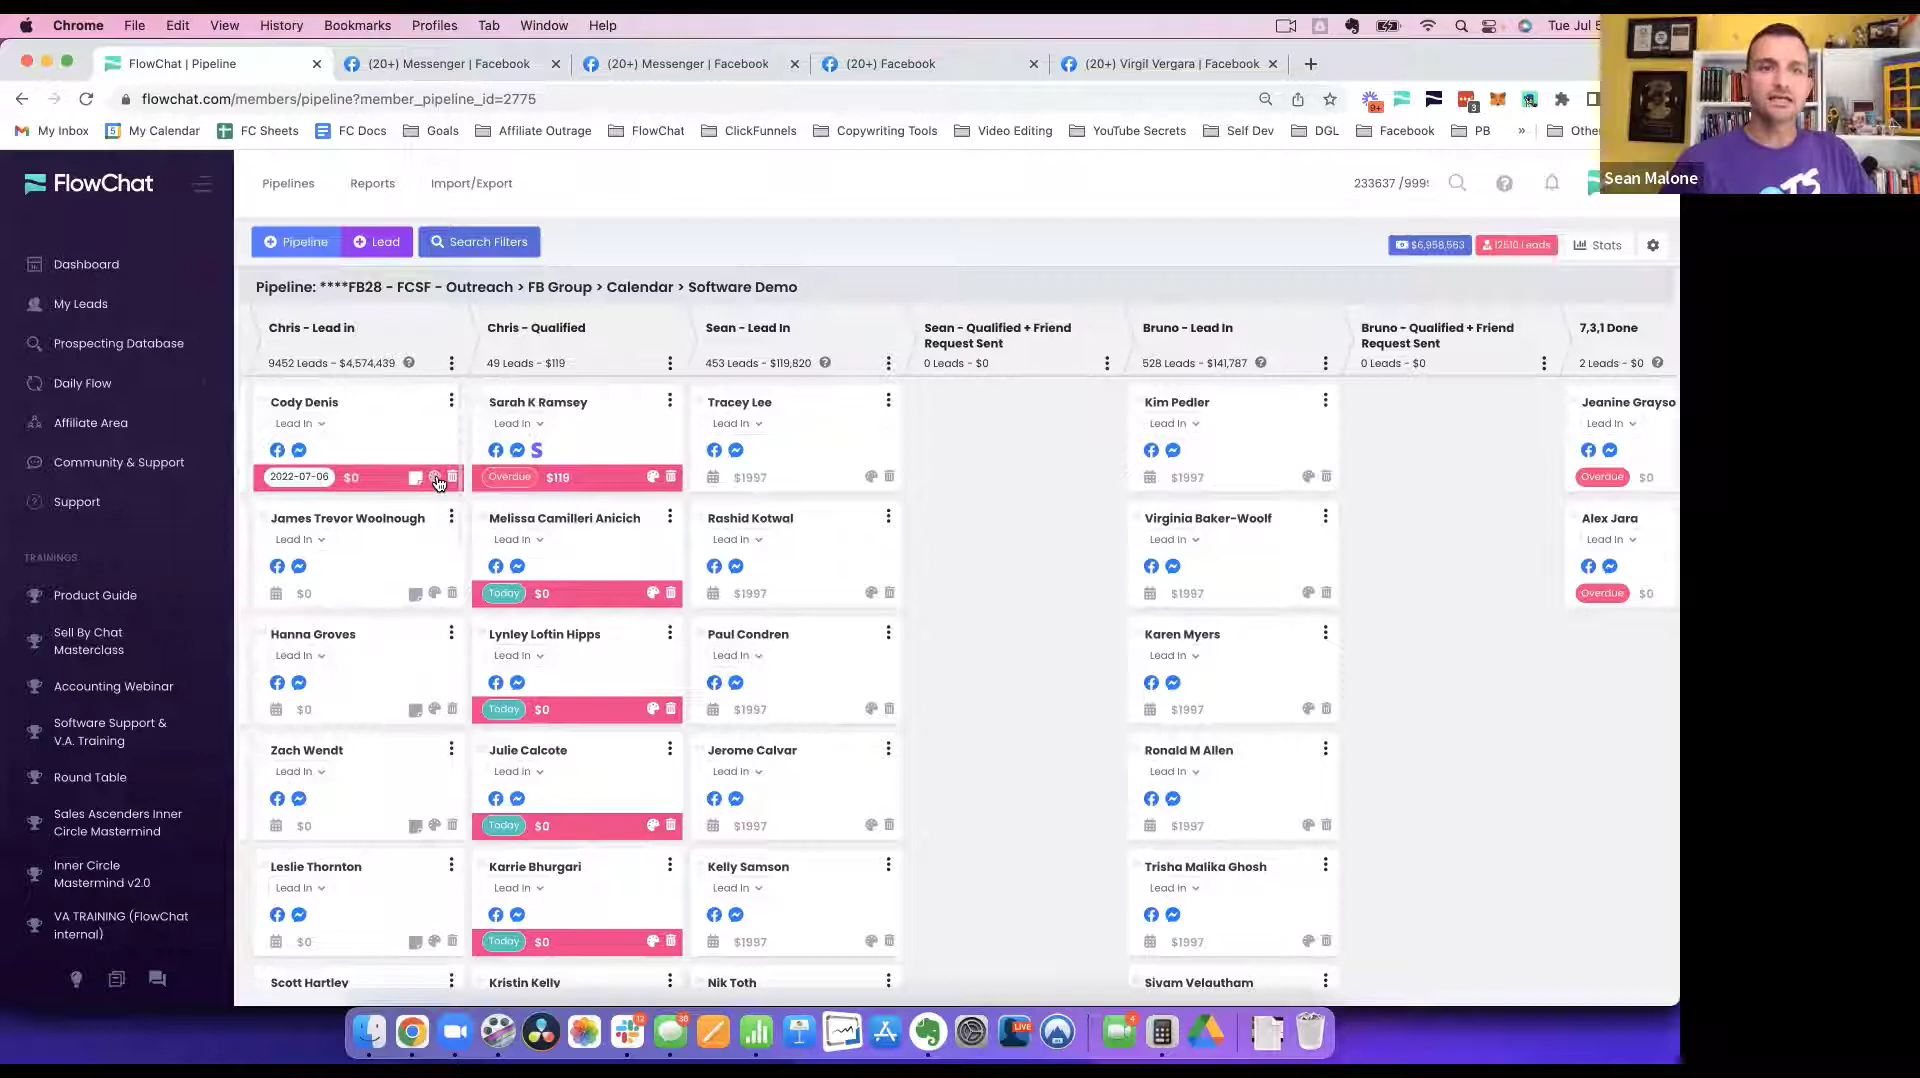 Chrome File Edit View History Bookmarks Profiles Tab Window Help
Tue Jul 5
FlowChat | Pipeline
(20+) Messenger | Facebook
(20+) Messenger | Facebook
(20+) Facebook
(20+) Virgil Vergara | Facebook
flowchat.com/members/pipeline?member_pipeline_id=2775
9+
3
My Inbox
5
My Calendar
FC Sheets
FC Docs
Goals
Affiliate Outrage
FlowChat
ClickFunnels
Copywriting Tools
Video Editing
YouTube Secrets
Self Dev
DGL
Facebook
PB
»
Sean Malone
FlowChat
Dashboard
My Leads
Prospecting Database
Daily Flow
Affiliate Area
Community & Support
Support
TRAININGS
Product Guide
Sell By Chat
Masterclass
Accounting Webinar
Software Support &
V.A. Training
Round Table
Sales Ascenders Inner
Circle Mastermind
Inner Circle
Mastermind v2.0
VA TRAINING (FlowChat
internal)
Pipelines
Reports
Import/Export
233637
Pipeline
Lead
Search Filters
$6,958,563
12510 Leads
Stats
Pipeline: ****FB28 - FCSF - Outreach > FB Group > Calendar > Software Demo
Chris - Lead in
9452 Leads - $4,574,439
Cody Denis
Lead In
2022-07-06
$0
James Trevor Woolnough
Lead In
$0
Hanna Groves
Lead In
$0
Zach Wendt
Lead In
$0
Leslie Thornton
Lead In
$0
Scott Hartley
Chris - Qualified
49 Leads - $119
Sarah K Ramsey
Lead In
S
Overdue
$119
Melissa Camilleri Anicich
Lead In
Today
$0
Lynley Loftin Hipps
Lead In
Today
$0
Julie Calcote
Lead In
Today
$0
Karrie Bhurgari
Lead In
Today
$0
Kristin Kelly
Sean - Lead In
453 Leads - $119,820
Tracey Lee
Lead In
$1997
Rashid Kotwal
Lead In
$1997
Paul Condren
Lead In
$1997
Jerome Calvar
Lead In
$1997
Kelly Samson
Lead In
$1997
Nik Toth
Sean - Qualified + Friend
Request Sent
0 Leads - $0
Bruno - Lead In
528 Leads - $141,787
Kim Pedler
Lead In
$1997
Virginia Baker-Woolf
Lead In
$1997
Karen Myers
Lead In
$1997
Ronald M Allen
Lead In
$1997
Trisha Malika Ghosh
Lead In
$1997
Sivam Velautham
Bruno - Qualified + Friend
Request Sent
0 Leads - $0
7,3,1 Done
2 Leads - $0
Jeanine Grayso
Lead In
Overdue
$0
Alex Jara
Lead In
Overdue
$0
12
38
LIVE
4